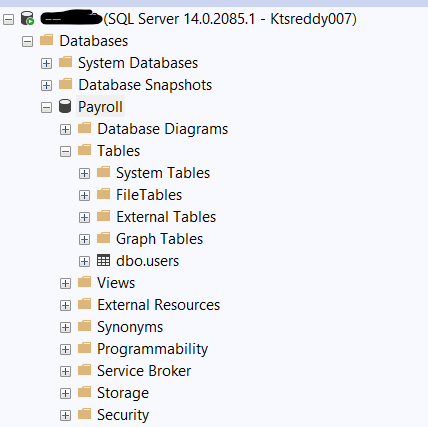 (SQL Server 14.0.2085.1 - Ktsreddy007)
Databases
System Databases
Database Snapshots
Payroll
Database Diagrams
Tables
System Tables
FileTables
External Tables
Graph Tables
dbo.users
Views
External Resources
Synonyms
Programmability
Service Broker
Storage
Security